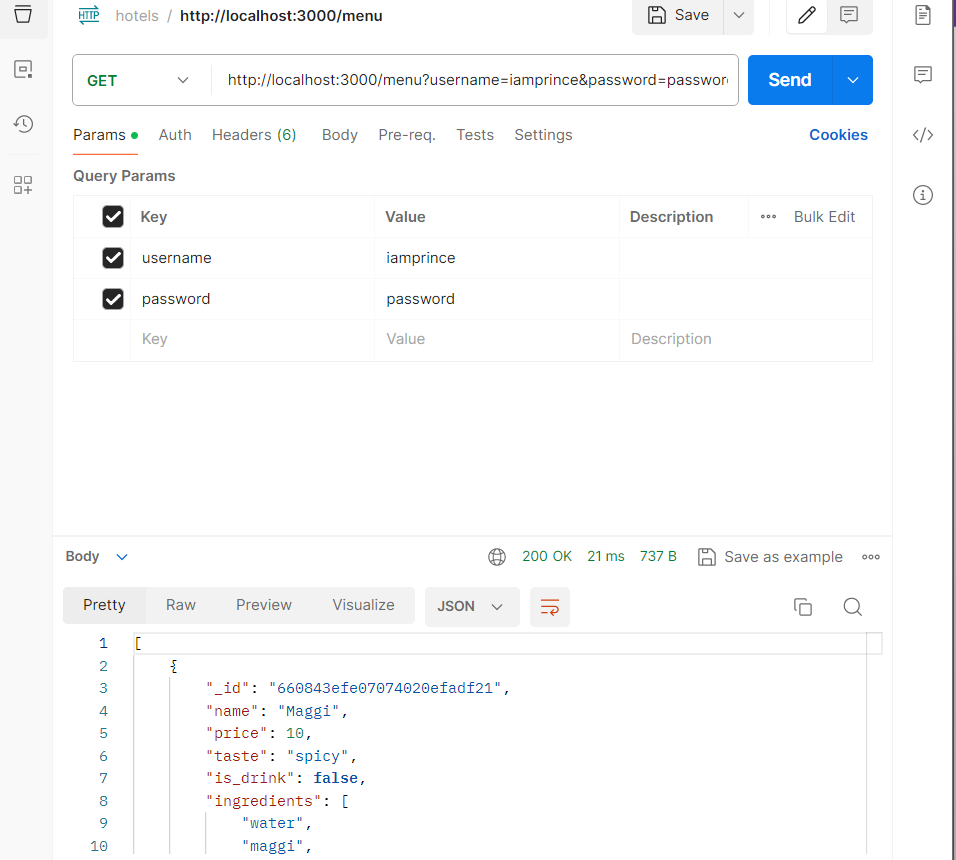 HTTP hotels / http://localhost:3000/menu Save
GET http://localhost:3000/menu?username=iamprince&password=passwor Send
Params Auth Headers (6) Body Pre-req. Tests Settings Cookies
Query Params
Key Value Description Bulk Edit
username iamprince
password password
Key Value Description
Body 200 OK 21 ms 737 B Save as example
Pretty Raw Preview Visualize JSON
1 [
2 {
3 "_id": "660843efe07074020efadf21",
4 "name": "Maggi",
5 "price": 10,
6 "taste": "spicy",
7 "is_drink": false,
8 "ingredients": [
9 "water",
10 "maggi",